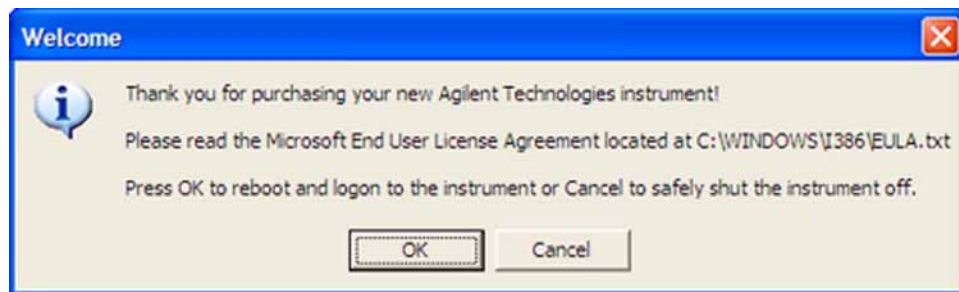 Welcome
Thank you for purchasing your new Agilent Technologies instrument!
Please read the Microsoft End User License Agreement located at C:\WINDOWS\I386\EULA.txt
Press OK to reboot and logon to the instrument or Cancel to safely shut the instrument off.
OK
Cancel